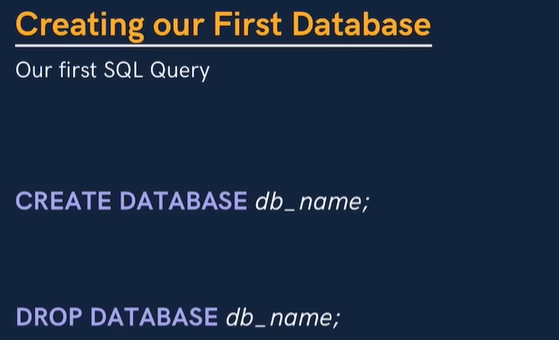 Creating our First Database
Our first SQL Query
CREATE DATABASE db_name;
DROP DATABASE db_name;